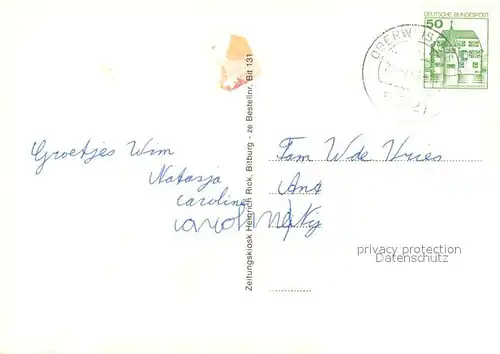 50
DEUTSCHE BUNDESPOST
Groetjes Wim
Natasja
Caroline
Zeitungskiosk Heinrich Rick, Bitburg - ze Bestellnr. Bit 131
Fam W de Vries
privacy protection
Datenschutz